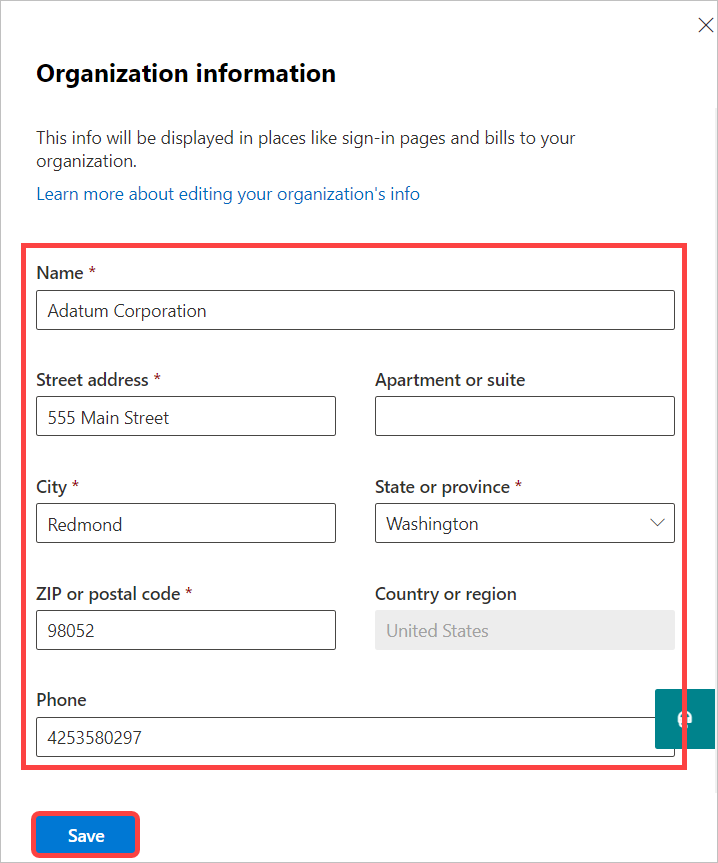 Organization information
This info will be displayed in places like sign-in pages and bills to your
organization.
Learn more about editing your organization's info
Name *
Adatum Corporation
Street address *
Apartment or suite
555 Main Street
City *
State or province *
Redmond
Washington
ZIP or postal code *
Country or region
98052
United States
Phone
4253580297
Save